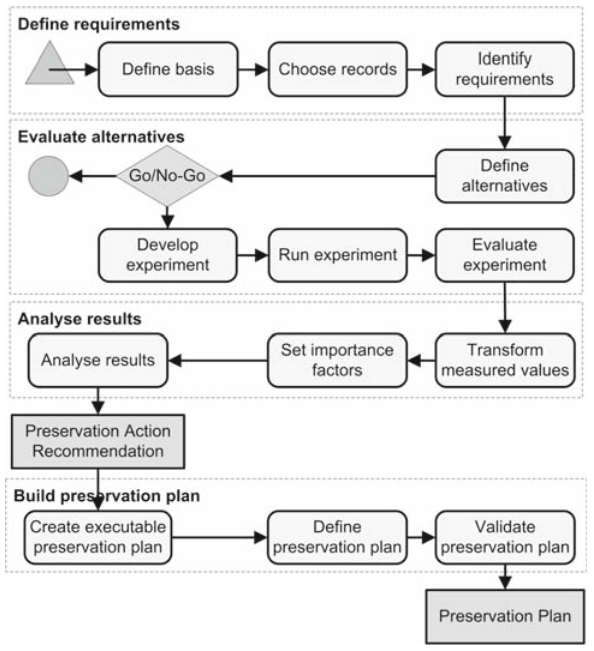 Define requirements
Define basis
Choose records
Identify
requirements
Evaluate alternatives
Go/No-Go
Define
alternatives
Develop
experiment
Run experiment
Evaluate
experiment
Analyse results
Analyse results
Set importance
factors
Transform
measured values
Preservation Action
Recommendation
Build preservation plan
Create executable
preservation plan
Define
preservation plan
Validate
preservation plan
Preservation Plan